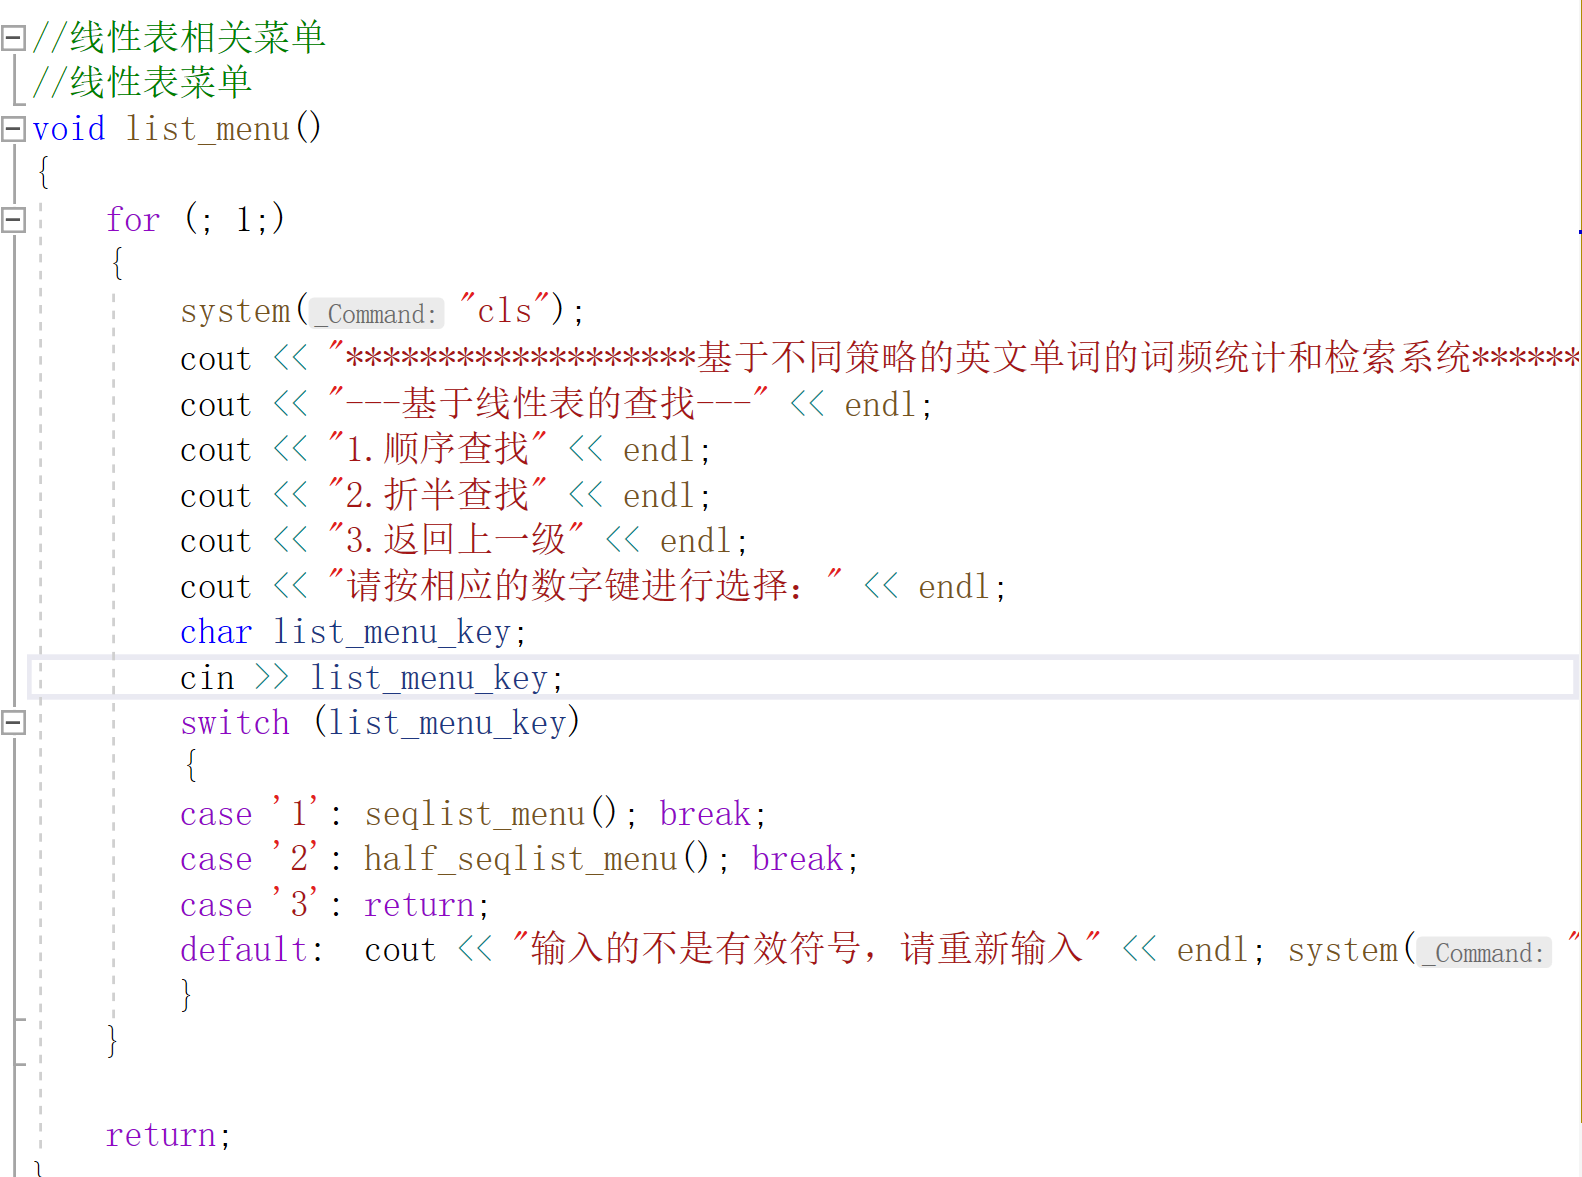 //线性表相关菜单
//线性表菜单
void list_menu()
{
for (; 1;)
{
system(_Command: "cls");
cout << "*******************基于不同策略的英文单词的词频统计和检索系统******
cout << "---基于线性表的查找---" << endl;
cout << "1.顺序查找" << endl;
cout << "2.折半查找" << endl;
cout << "3.返回上一级" << endl;
cout << "请按相应的数字键进行选择：" << endl;
char list_menu_key;
cin >> list_menu_key;
switch (list_menu_key)
{
case '1': seqlist_menu(); break;
case '2': half_seqlist_menu(); break;
case '3': return;
default:  cout << "输入的不是有效符号，请重新输入" << endl; system(_Command: "
}
}
return;
}